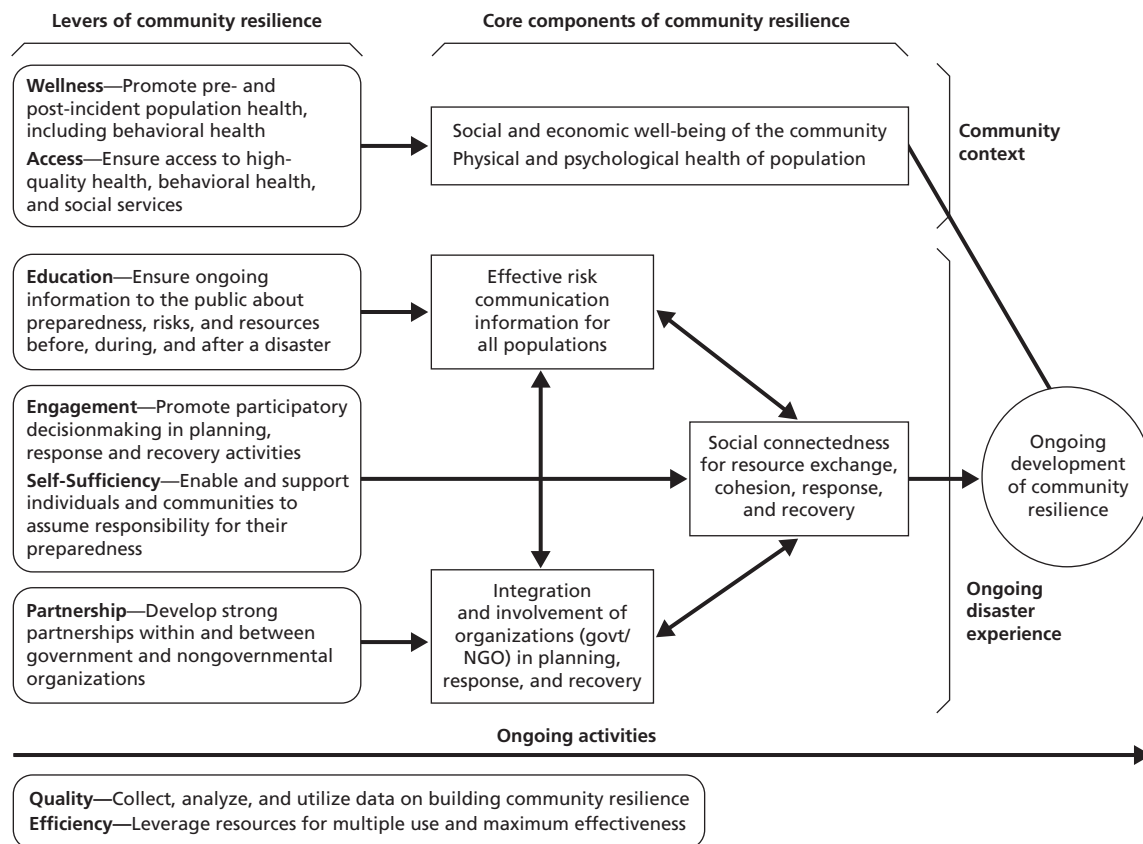 Levers of community resilience
Core components of community resilience
Wellness—Promote pre- and
post-incident population health,
including behavioral health
Access—Ensure access to high-
quality health, behavioral health,
and social services
Social and economic well-being of the community
Physical and psychological health of population
Community
context
Education—Ensure ongoing
information to the public about
preparedness, risks, and resources
before, during, and after a disaster
Effective risk
communication
information for
all populations
Engagement—Promote participatory
decisionmaking in planning,
response and recovery activities
Self-Sufficiency—Enable and support
individuals and communities to
assume responsibility for their
preparedness
Social connectedness
for resource exchange,
cohesion, response,
and recovery
Ongoing
development
of community
resilience
Partnership—Develop strong
partnerships within and between
government and nongovernmental
organizations
Integration
and involvement of
organizations (govt/
NGO) in planning,
response, and recovery
Ongoing
disaster
experience
Ongoing activities
Quality—Collect, analyze, and utilize data on building community resilience
Efficiency—Leverage resources for multiple use and maximum effectiveness